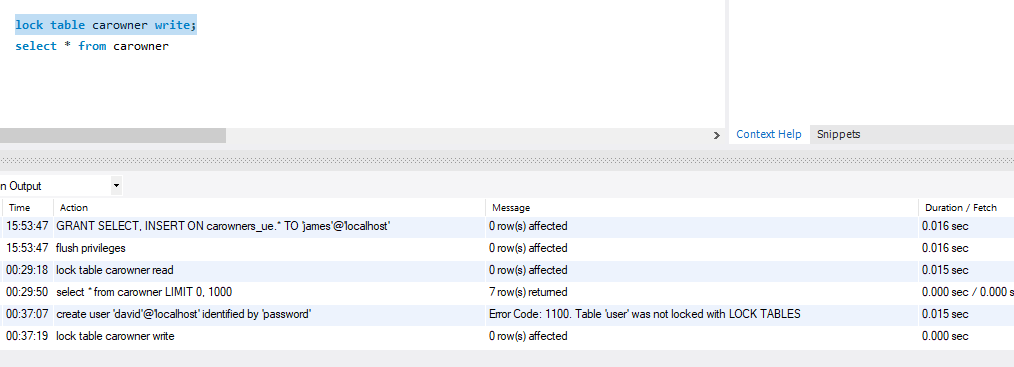 lock table carowner write;
select * from carowner
Context Help Snippets
n Output
Time Action Message Duration / Fetch
15:53:47 GRANT SELECT, INSERT ON carowners_ue.* TO 'james'@'localhost' 0 row(s) affected 0.016 sec
15:53:47 flush privileges 0 row(s) affected 0.016 sec
00:29:18 lock table carowner read 0 row(s) affected 0.015 sec
00:29:50 select * from carowner LIMIT 0, 1000 7 row(s) returned 0.000 sec / 0.000 s
00:37:07 create user 'david'@'localhost' identified by 'password' Error Code: 1100. Table 'user' was not locked with LOCK TABLES 0.015 sec
00:37:19 lock table carowner write 0 row(s) affected 0.000 sec